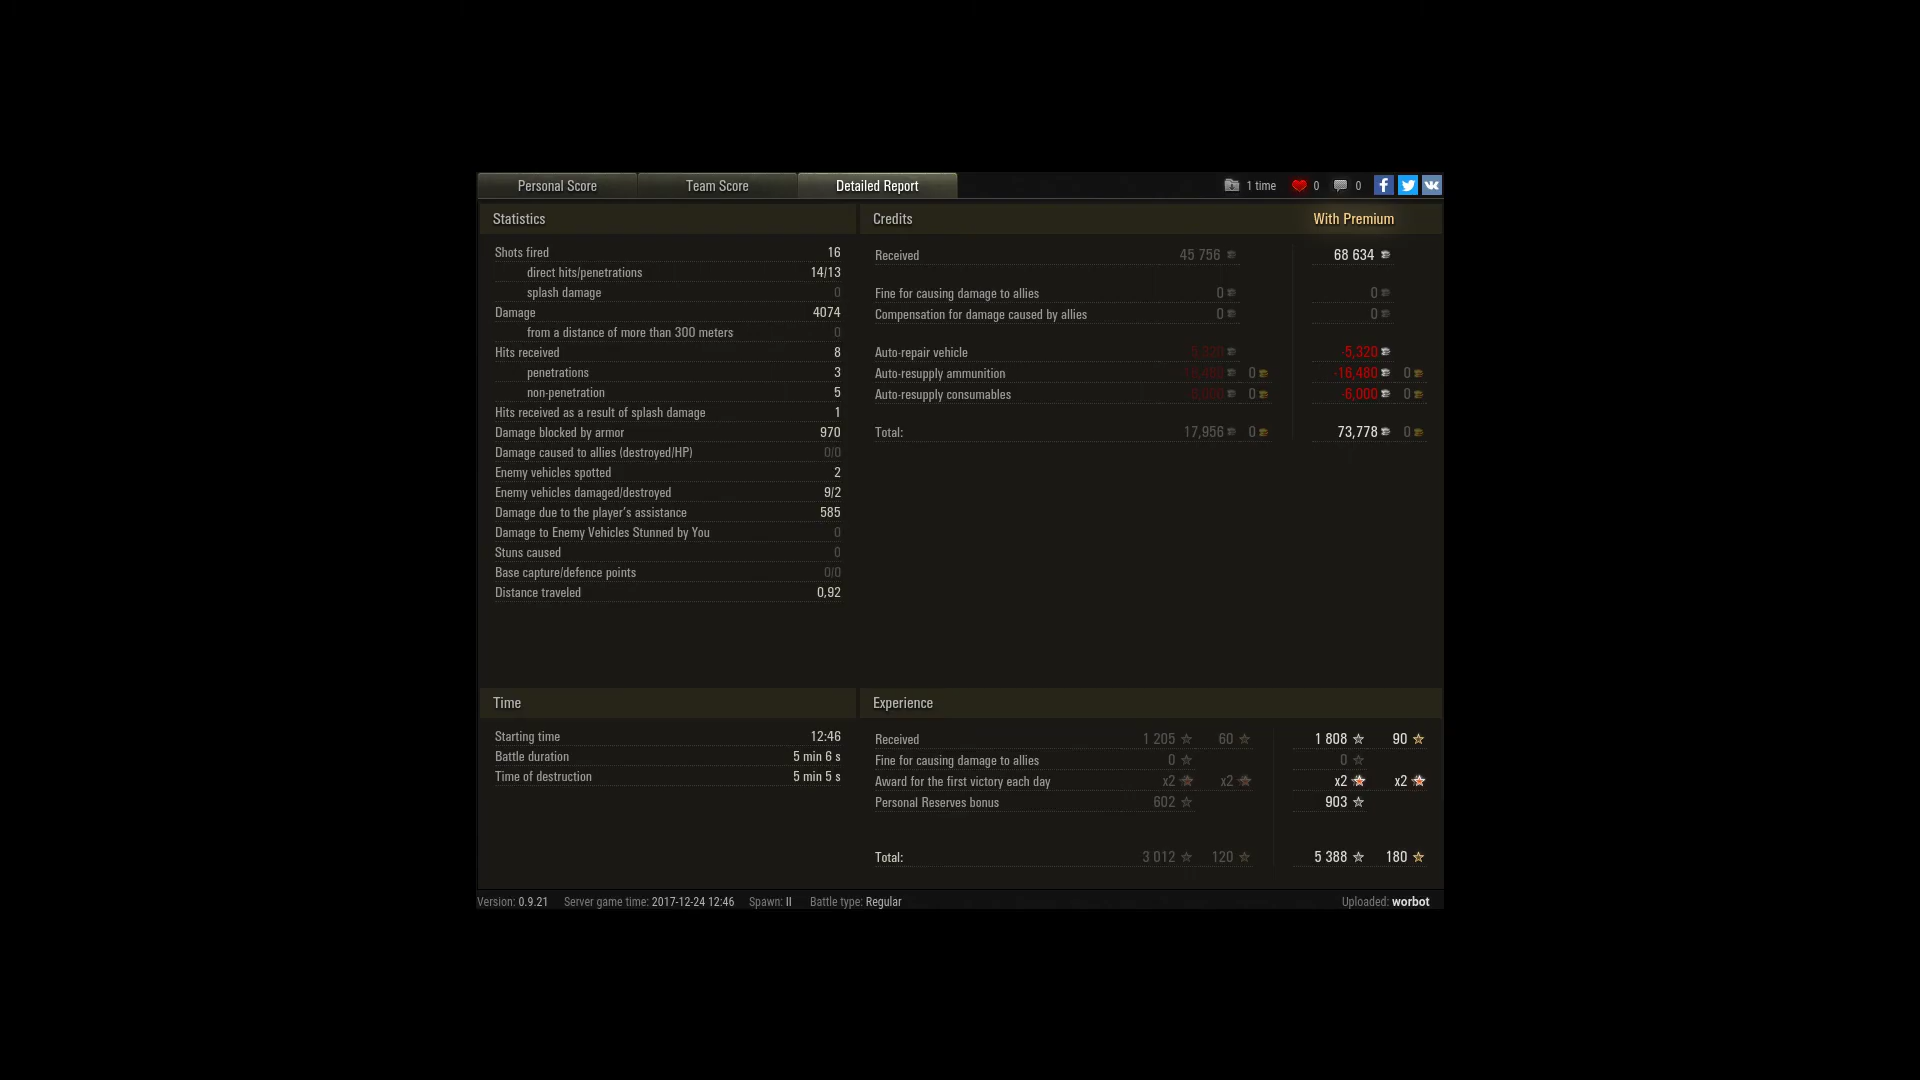 Personal Score Team Score Detailed Report 1 time 0 0
Statistics
Shots fired 16
direct hits/penetrations 14/13
splash damage 0
Damage 4074
from a distance of more than 300 meters 0
Hits received 8
penetrations 3
non-penetration 5
Hits received as a result of splash damage 1
Damage blocked by armor 970
Damage caused to allies (destroyed/HP) 0/0
Enemy vehicles spotted 2
Enemy vehicles damaged/destroyed 9/2
Damage due to the player's assistance 585
Damage to Enemy Vehicles Stunned by You 0
Stuns caused 0
Base capture/defence points 0/0
Distance traveled 0,92
Credits With Premium
Received 45 756 68 634
Fine for causing damage to allies 0 0
Compensation for damage caused by allies 0 0
Auto-repair vehicle -5,320 -5,320
Auto-resupply ammunition 0 -16,480 0
Auto-resupply consumables 0 -6,000 0
Total: 17,956 0 73,778 0
Time
Starting time 12:46
Battle duration 5 min 6 s
Time of destruction 5 min 5 s
Experience
Received 1 205 60 1 808 90
Fine for causing damage to allies 0 0
Award for the first victory each day x2 x2 x2 x2
Personal Reserves bonus 602 903
Total: 3 012 120 5 388 180
Version: 0.9.21 Server game time: 2017-12-24 12:46 Spawn: II Battle type: Regular Uploaded: worbot